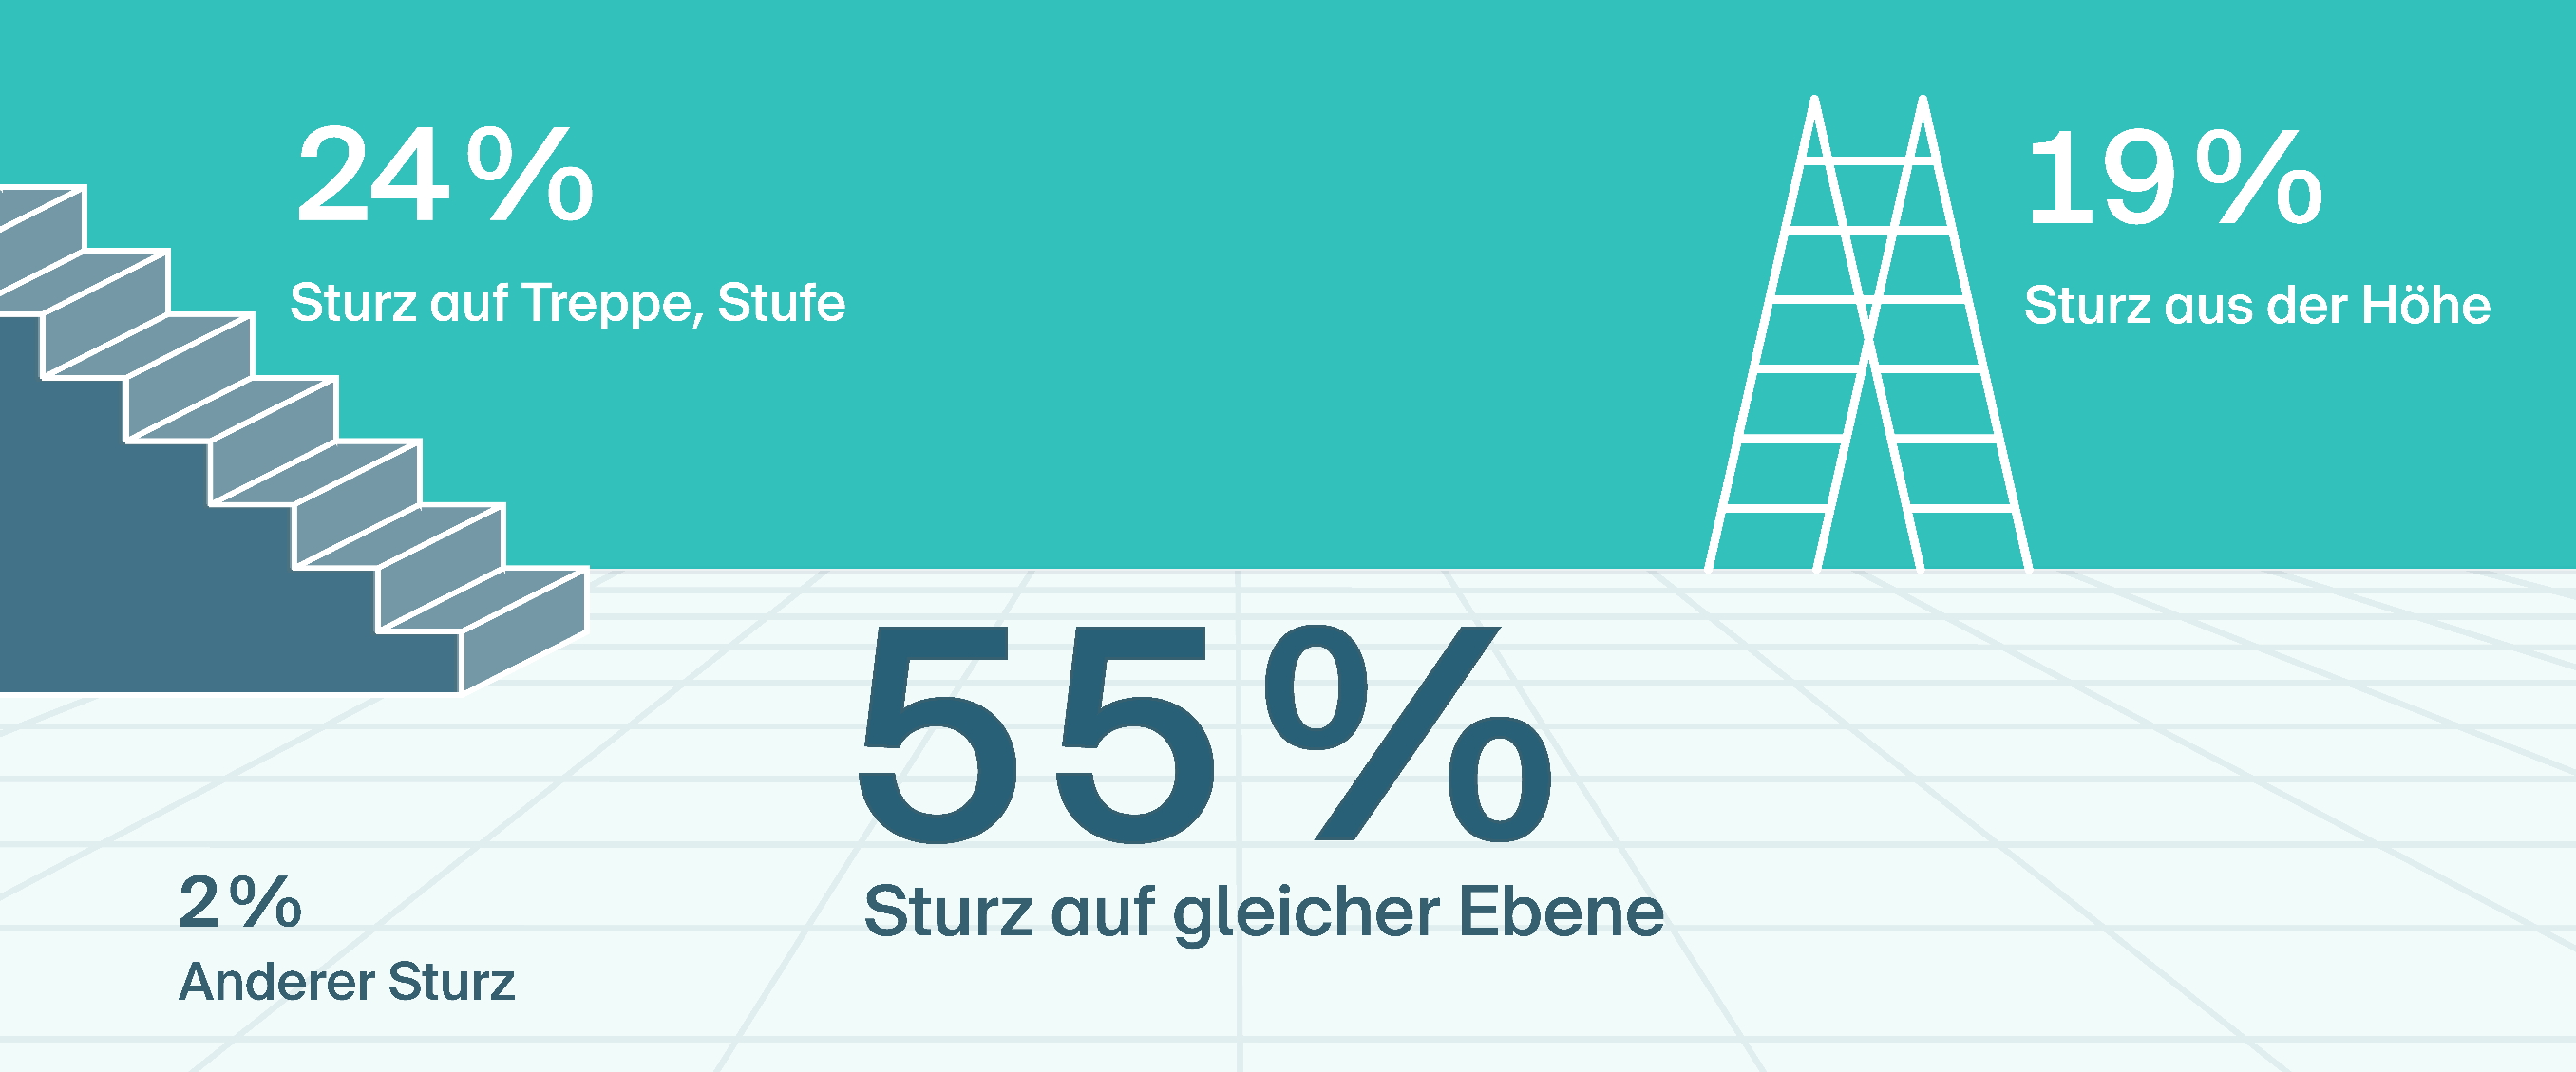 24%
Sturz auf Treppe, Stufe
19%
Sturz aus der Höhe
55%
Sturz auf gleicher Ebene
2%
Anderer Sturz